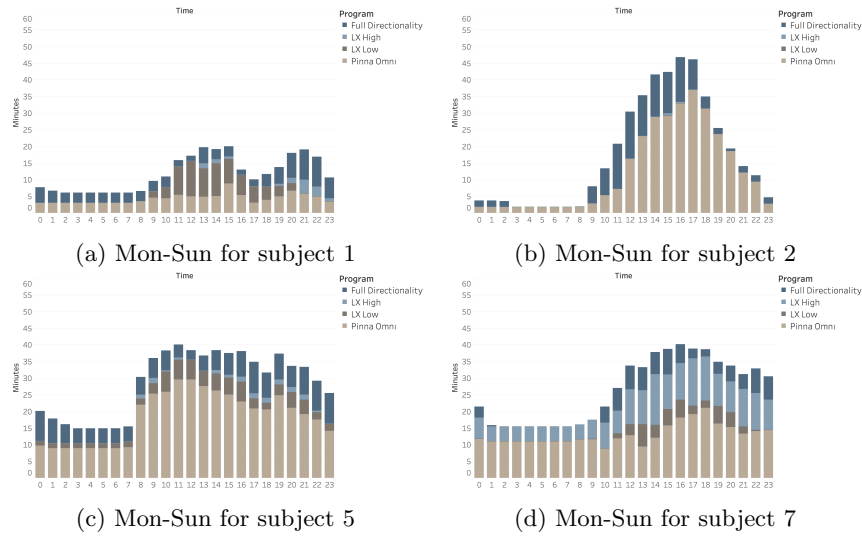 Time
Program
Full Directionality
LX High
LX Low
Pinna Omni
Minutes
60
55
50
45
40
35
30
25
20
15
10
5
0
0 1 2 3 4 5 6 7 8 9 10 11 12 13 14 15 16 17 18 19 20 21 22 23
(a) Mon-Sun for subject 1
Time
Program
Full Directionality
LX High
LX Low
Pinna Omni
Minutes
60
55
50
45
40
35
30
25
20
15
10
5
0
0 1 2 3 4 5 6 7 8 9 10 11 12 13 14 15 16 17 18 19 20 21 22 23
(b) Mon-Sun for subject 2
Time
Program
Full Directionality
LX High
LX Low
Pinna Omni
Minutes
60
55
50
45
40
35
30
25
20
15
10
5
0
0 1 2 3 4 5 6 7 8 9 10 11 12 13 14 15 16 17 18 19 20 21 22 23
(c) Mon-Sun for subject 5
Time
Program
Full Directionality
LX High
LX Low
Pinna Omni
Minutes
60
55
50
45
40
35
30
25
20
15
10
5
0
0 1 2 3 4 5 6 7 8 9 10 11 12 13 14 15 16 17 18 19 20 21 22 23
(d) Mon-Sun for subject 7